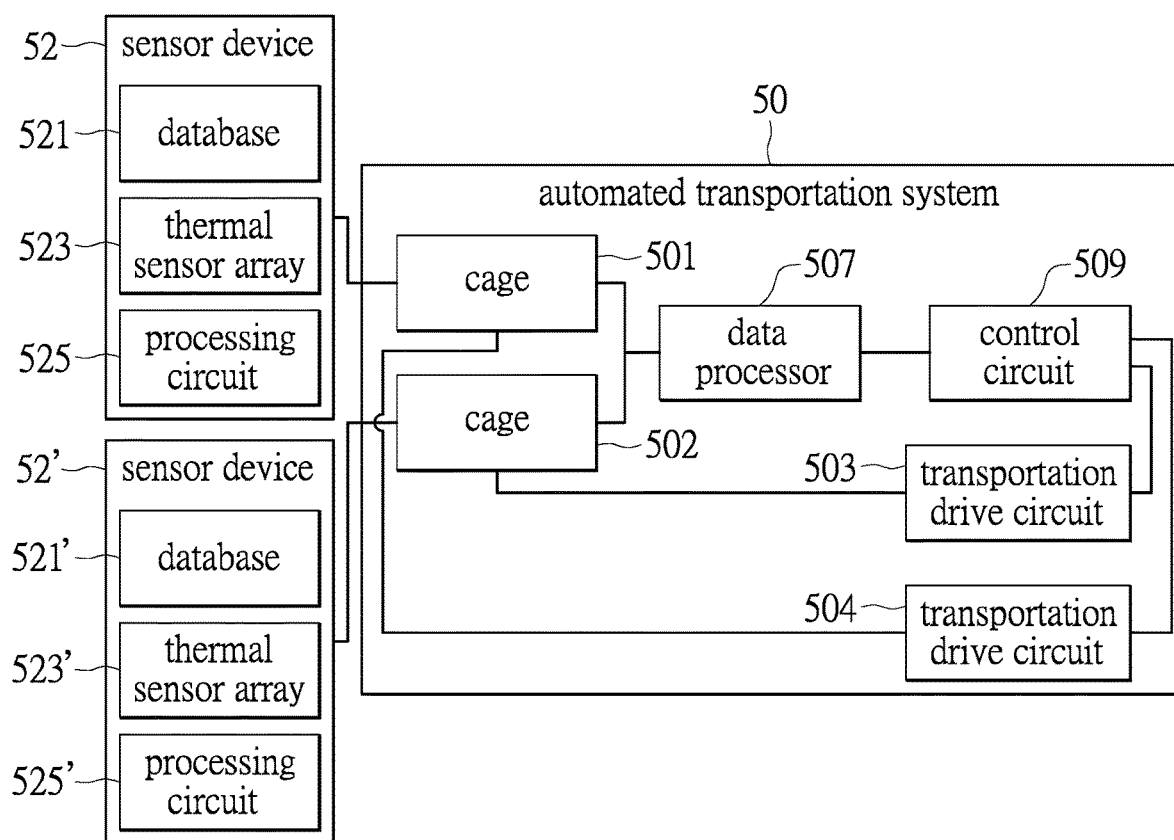 52
sensor device
521
database
523
thermal
sensor array
525
processing
circuit
52’
sensor device
521’
database
523’
thermal
sensor array
525’
processing
circuit
50
automated transportation system
cage
501
cage
502
507
data
processor
509
control
circuit
503
transportation
drive circuit
504
transportation
drive circuit